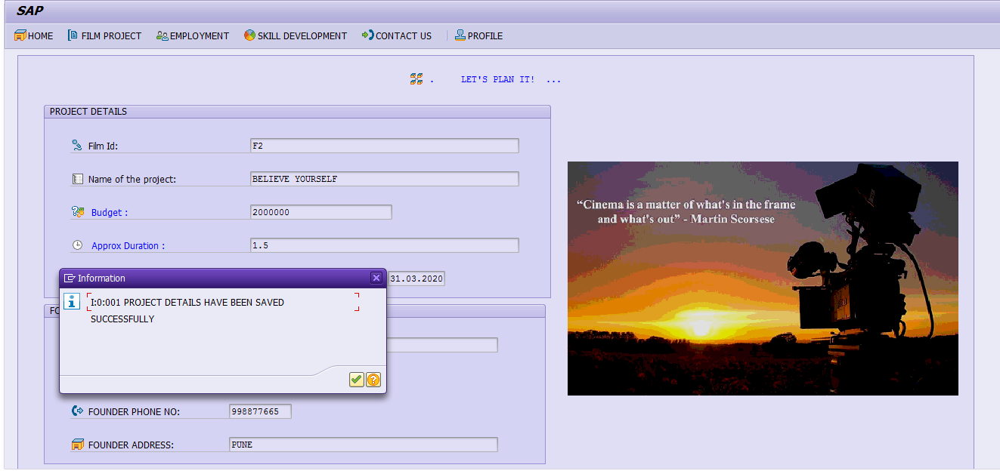 SAP
HOME FILM PROJECT EMPLOYMENT SKILL DEVELOPMENT CONTACT US PROFILE
. LET'S PLAN IT! ...
PROJECT DETAILS
Film Id: F2
Name of the project: BELIEVE YOURSELF
Budget : 2000000
Approx Duration : 1.5
31.03.2020
Information
I:0:001 PROJECT DETAILS HAVE BEEN SAVED
SUCCESSFULLY
FO
FOUNDER PHONE NO: 998877665
FOUNDER ADDRESS: PUNE
“Cinema is a matter of what's in the frame
and what's out” - Martin Scorsese